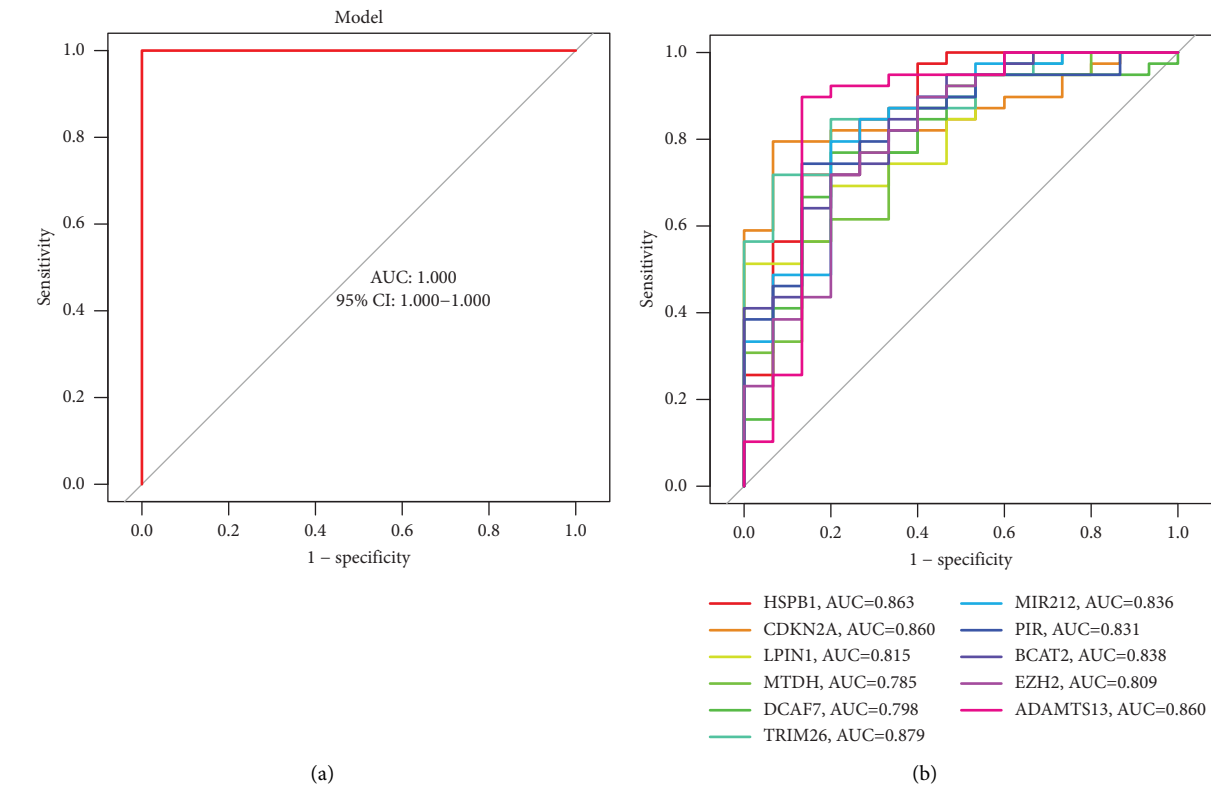 Model
1.0
0.8
0.6
0.4
0.2
0.0
Sensitivity
AUC: 1.000
95% CI: 1.000−1.000
0.0 0.2 0.4 0.6 0.8 1.0
1 − specificity
(a)
1.0
0.8
0.6
0.4
0.2
0.0
Sensitivity
0.0 0.2 0.4 0.6 0.8 1.0
1 − specificity
HSPB1, AUC=0.863
CDKN2A, AUC=0.860
LPIN1, AUC=0.815
MTDH, AUC=0.785
DCAF7, AUC=0.798
TRIM26, AUC=0.879
MIR212, AUC=0.836
PIR, AUC=0.831
BCAT2, AUC=0.838
EZH2, AUC=0.809
ADAMTS13, AUC=0.860
(b)